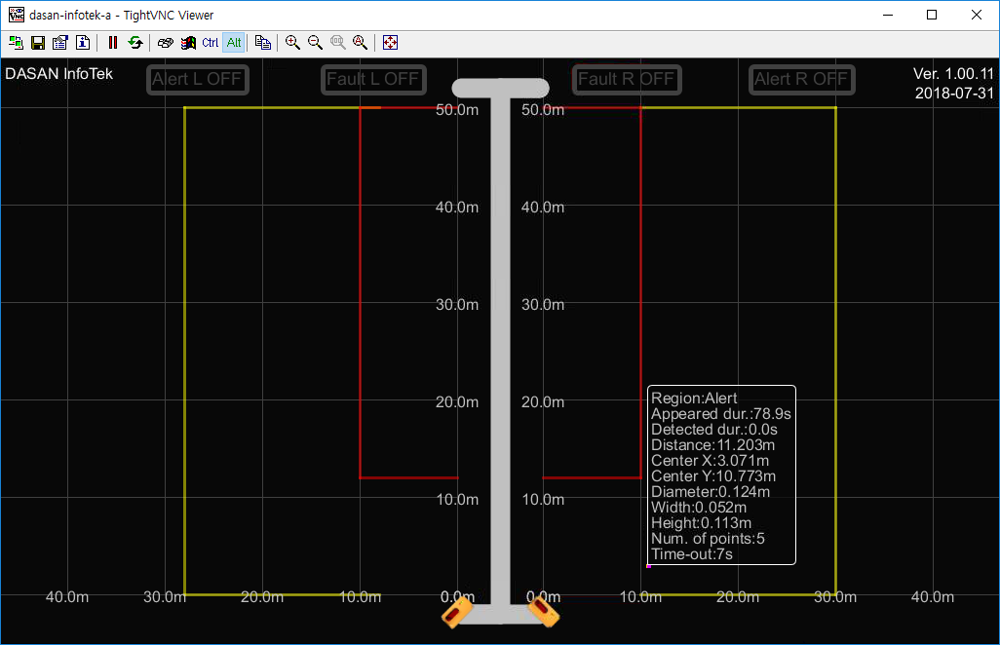 dasan-infotek-a - TightVNC Viewer
Ctrl Alt
DASAN InfoTek
Alert L OFF
Fault L OFF
Fault R OFF
Alert R OFF
Ver. 1.00.11
2018-07-31
50.0m 50.0m
40.0m 40.0m
30.0m 30.0m
20.0m 20.0m
Region:Alert
Appeared dur.:78.9s
Detected dur.:0.0s
Distance:11.203m
Center X:3.071m
Center Y:10.773m
Diameter:0.124m
Width:0.052m
Height:0.113m
Num. of points:5
Time-out:7s
10.0m 10.0m
40.0m 30.0m 20.0m 10.0m 0.0m 0.0m 10.0m 20.0m 30.0m 40.0m